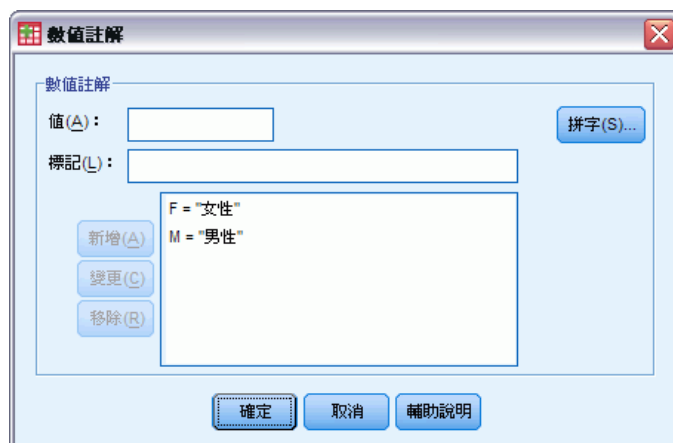 數值註解
數值註解
值(A)：
拼字(S)...
標記(L)：
F = "女性"
M = "男性"
新增(A)
變更(C)
移除(R)
確定 取消 輔助說明